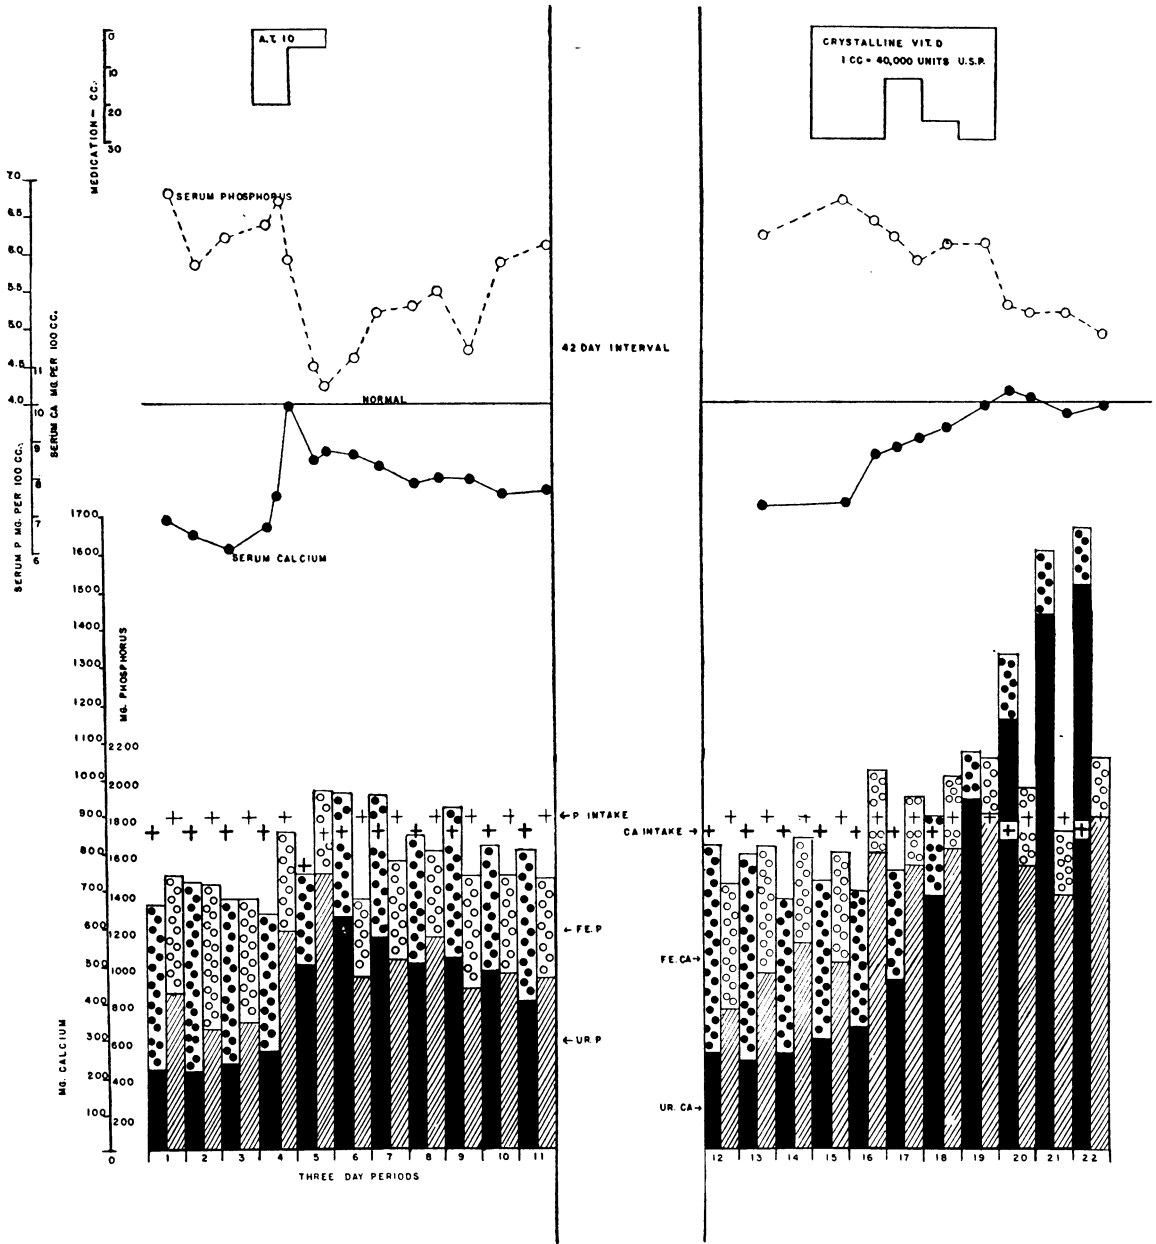 0
10
20
30
MEDICATION - CC.
A.T. 10
CRYSTALLINE VIT. D
1 CC = 40,000 UNITS U.S.P.
7.0
6.5
6.0
5.5
5.0
4.5
4.0
SERUM P MG. PER 100 CC.
11
10
9
8
7
6
SERUM CA MG. PER 100 CC.
SERUM PHOSPHORUS
42 DAY INTERVAL
NORMAL
SERUM CALCIUM
1700
1600
1500
1400
1300
1200
1100
1000
900
800
700
600
500
400
300
200
100
MG. CALCIUM
2200
2000
1800
1600
1400
1200
1000
800
600
400
200
0
MG. PHOSPHORUS
←P INTAKE
CA INTAKE →
←FE.P
FE.CA→
←UR.P
UR.CA→
1 2 3 4 5 6 7 8 9 10 11
12 13 14 15 16 17 18 19 20 21 22
THREE DAY PERIODS